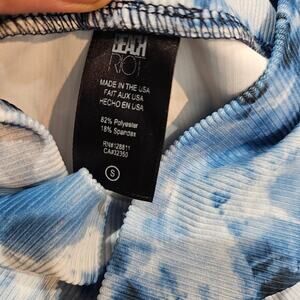 BEACH
RIOT
MADE IN THE USA
FAIT AUX USA
HECHO EN USA
82% Polyester
18% Spandex
RN#128811
CA#32350
S